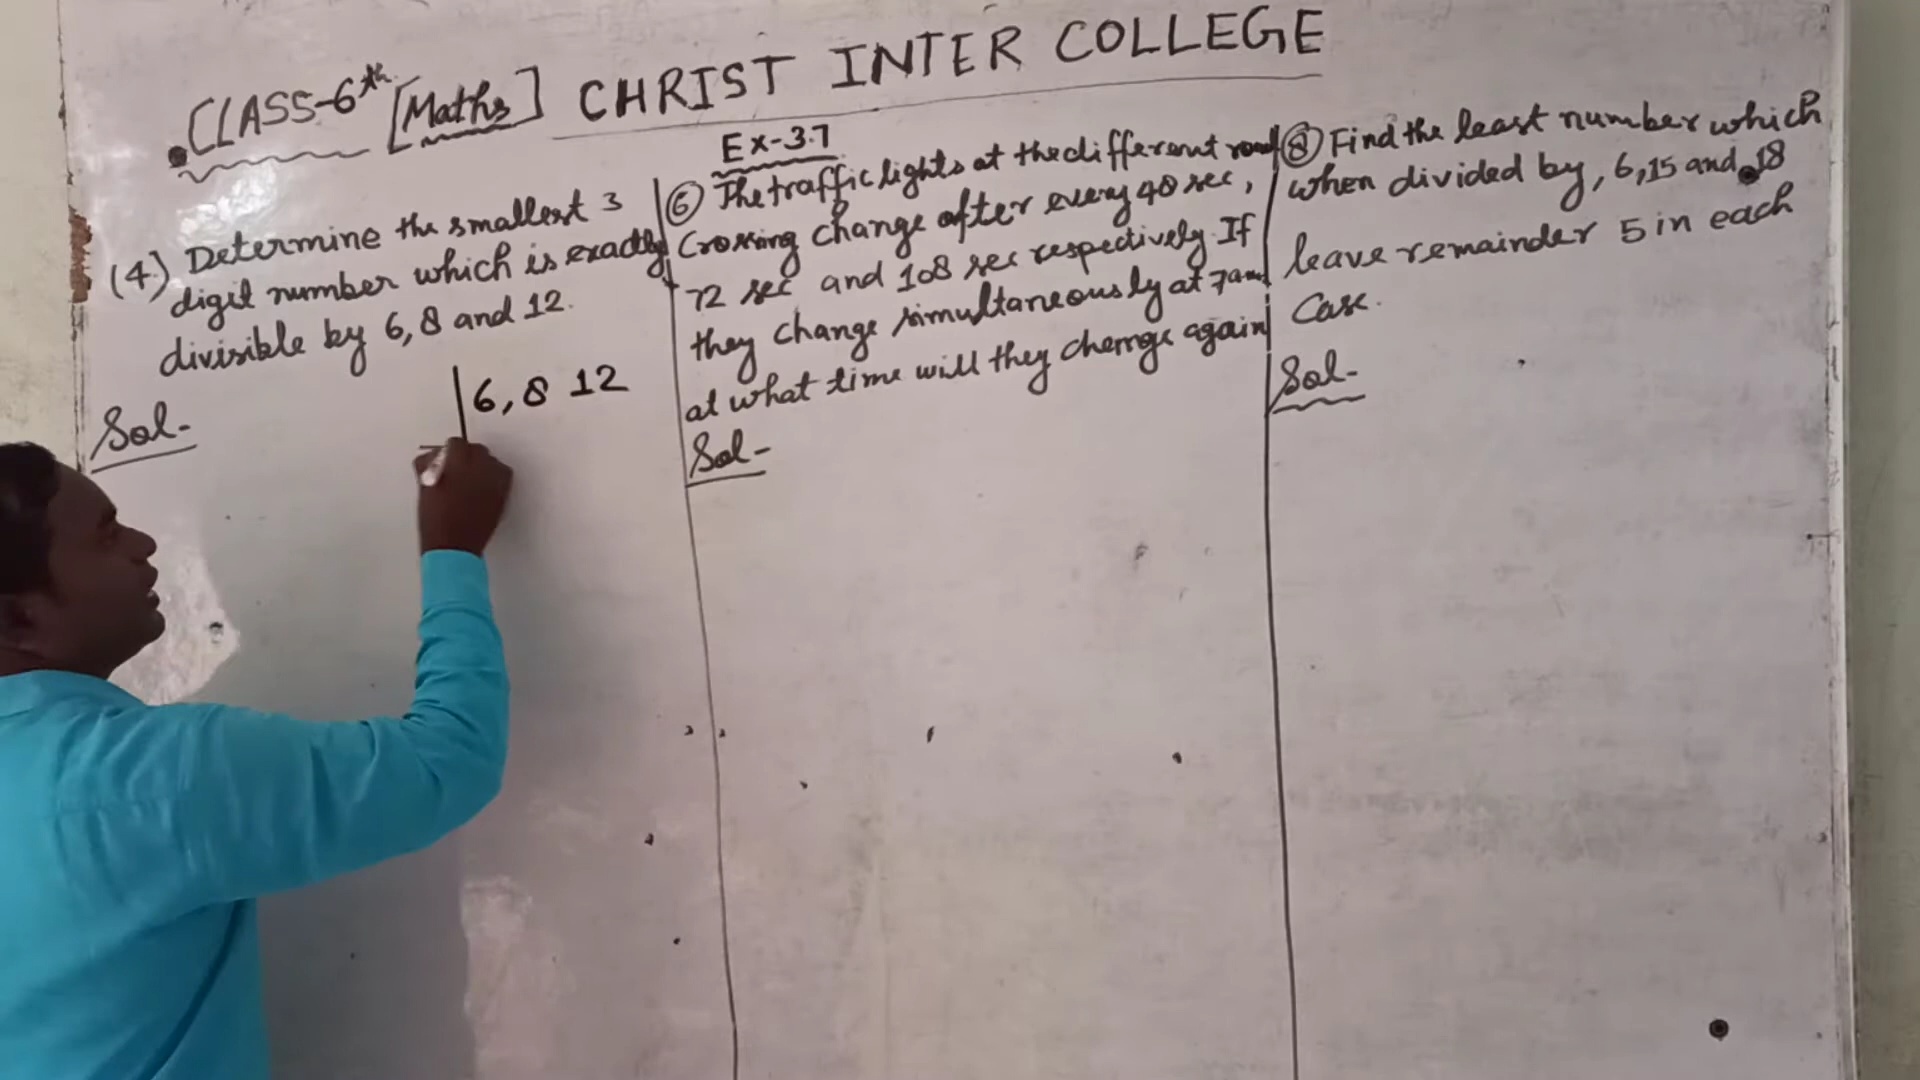 CLASS-6th [Maths] CHRIST INTER COLLEGE
Ex-3.7
(4) Determine the smallest 3
digit number which is exactly
divisible by 6, 8 and 12.
Sol-
6, 8 12
(6) The traffic lights at the different road
Crossing change after every 48 sec,
72 sec and 108 sec respectively. If
they change simultaneously at 7am
at what time will they change again
Sol-
(8) Find the least number which
when divided by, 6, 15 and 18
leave remainder 5 in each
Case.
Sol-